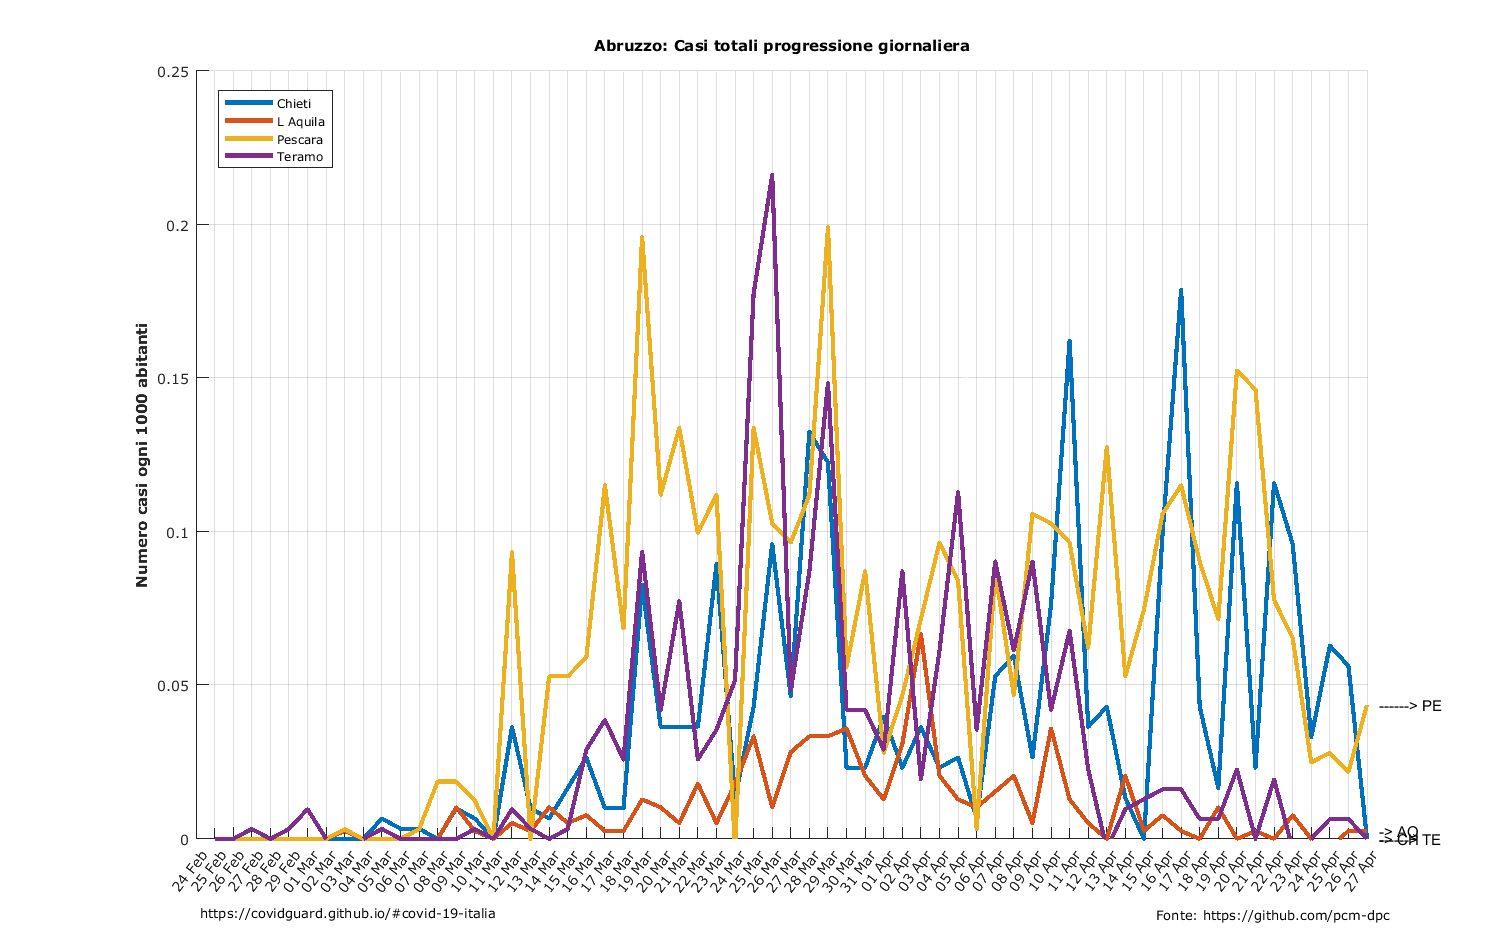 Abruzzo: Casi totali progressione giornaliera
Numero casi ogni 1000 abitanti
0.25
0.2
0.15
0.1
0.05
0
Chieti
L Aquila
Pescara
Teramo
------> PE
-> AQ
-> CH
TE
24 Feb
25 Feb
26 Feb
27 Feb
28 Feb
29 Feb
01 Mar
02 Mar
03 Mar
04 Mar
05 Mar
06 Mar
07 Mar
08 Mar
09 Mar
10 Mar
11 Mar
12 Mar
13 Mar
14 Mar
15 Mar
16 Mar
17 Mar
18 Mar
19 Mar
20 Mar
21 Mar
22 Mar
23 Mar
24 Mar
25 Mar
26 Mar
27 Mar
28 Mar
29 Mar
30 Mar
31 Mar
01 Apr
02 Apr
03 Apr
04 Apr
05 Apr
06 Apr
07 Apr
08 Apr
09 Apr
10 Apr
11 Apr
12 Apr
13 Apr
14 Apr
15 Apr
16 Apr
17 Apr
18 Apr
19 Apr
20 Apr
21 Apr
22 Apr
23 Apr
24 Apr
25 Apr
26 Apr
27 Apr
https://covidguard.github.io/#covid-19-italia
Fonte: https://github.com/pcm-dpc